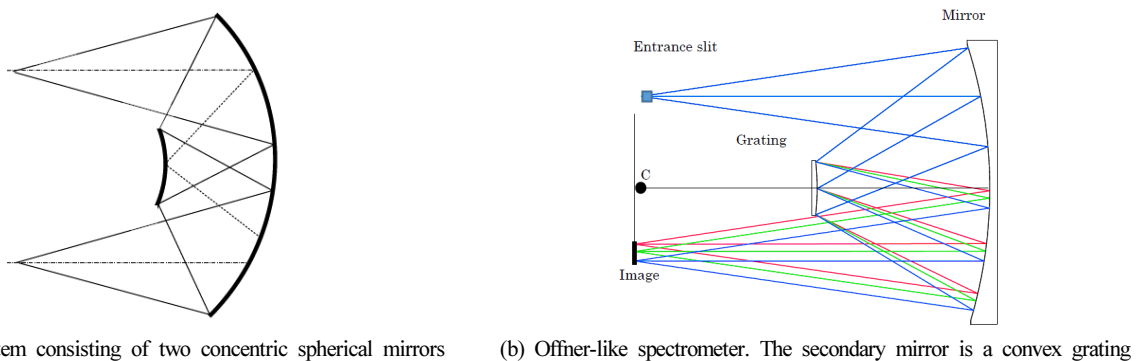 Mirror
Entrance slit
Grating
C
Image
tem consisting of two concentric spherical mirrors
(b) Offner-like spectrometer. The secondary mirror is a convex grating